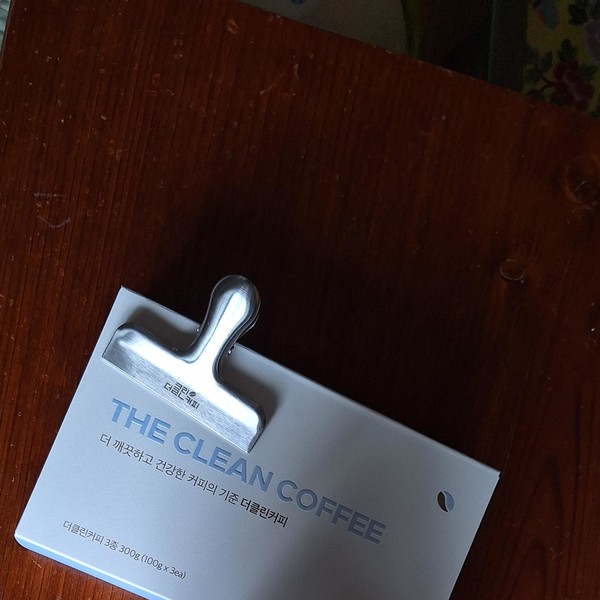 더클린커피
THE CLEAN COFFEE
더 깨끗하고 건강한 커피의 기준 더클린커피
더클린커피 3종 300g (100g x 3ea)